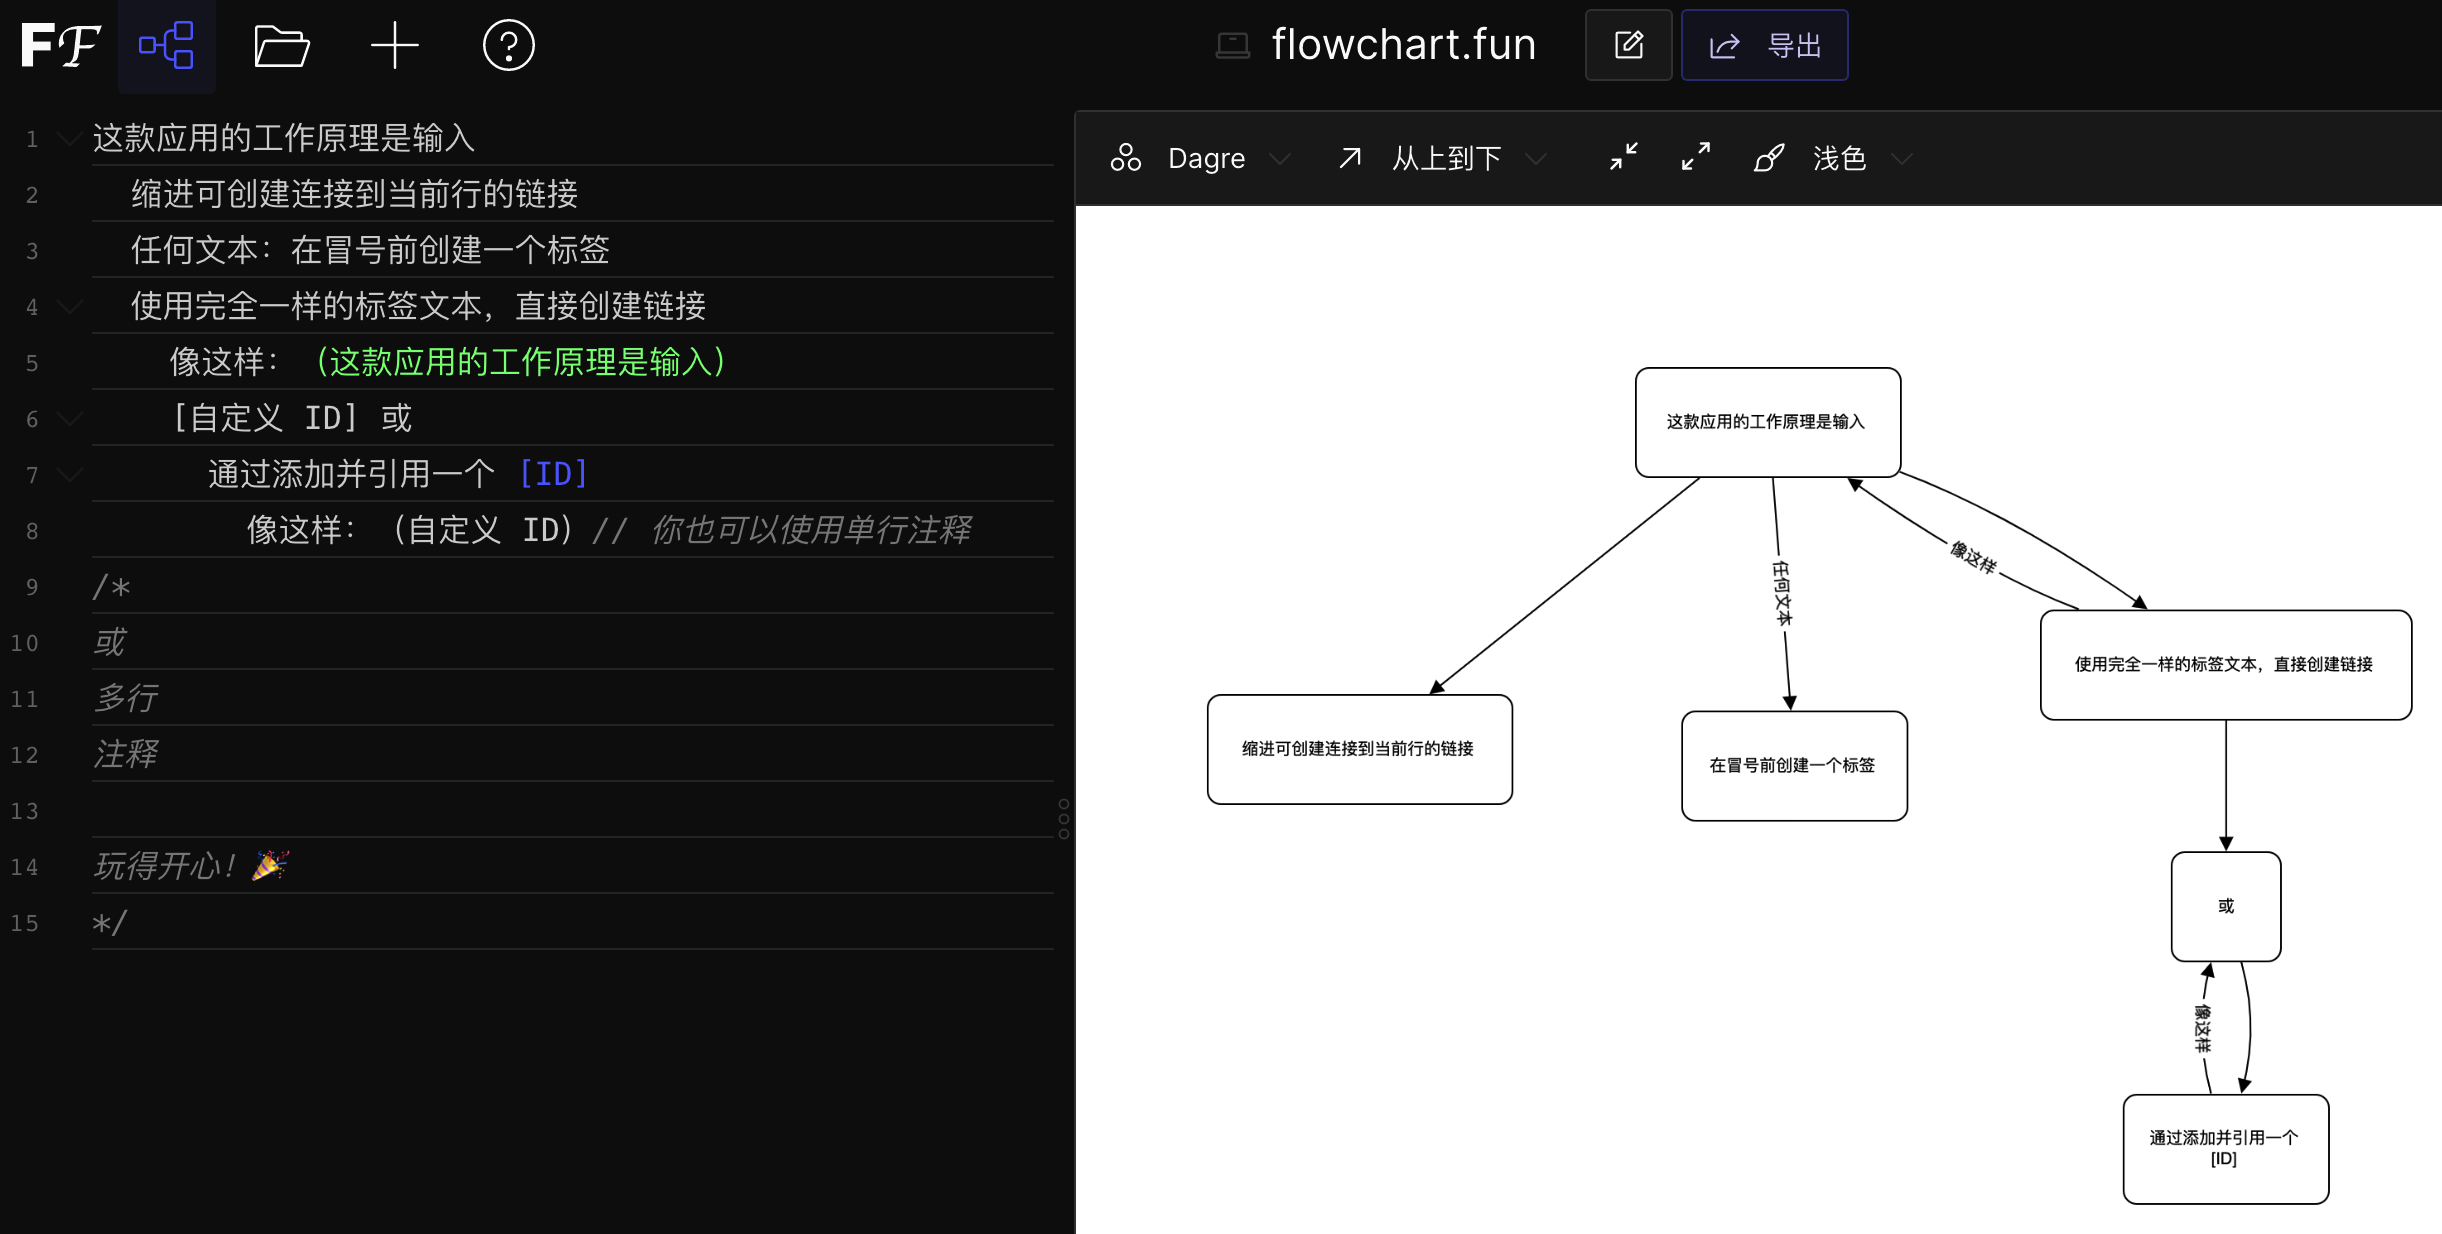 FF
flowchart.fun
导出
1 这款应用的工作原理是输入
2 缩进可创建连接到当前行的链接
3 任何文本：在冒号前创建一个标签
4 使用完全一样的标签文本，直接创建链接
5 像这样：（这款应用的工作原理是输入）
6 [自定义 ID] 或
7 通过添加并引用一个 [ID]
8 像这样：（自定义 ID）// 你也可以使用单行注释
9 /*
10 或
11 多行
12 注释
13
14 玩得开心！🎉
15 */
Dagre
从上到下
浅色
这款应用的工作原理是输入
像这样
任何文本
使用完全一样的标签文本，直接创建链接
缩进可创建连接到当前行的链接
在冒号前创建一个标签
或
像这样
通过添加并引用一个
[ID]